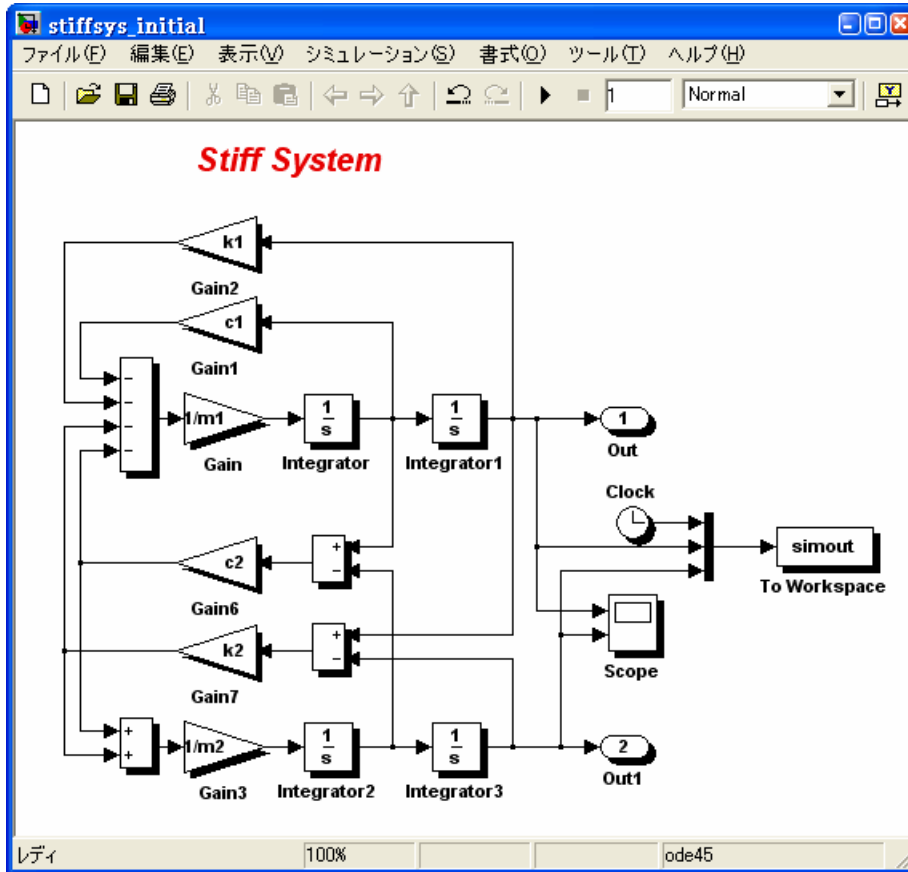 stiffsys_initial
ファイル(F) 編集(E) 表示(V) シミュレーション(S) 書式(O) ツール(T) ヘルプ(H)
1 Normal
Stiff System
k1
Gain2
c1
Gain1
1/m1
Gain
1
s
Integrator
1
s
Integrator1
1
Out
Clock
simout
To Workspace
c2
Gain6
+
−
k2
Gain7
+
−
Scope
−
−
−
−
+
+
1/m2
Gain3
1
s
Integrator2
1
s
Integrator3
2
Out1
レディ 100% ode45